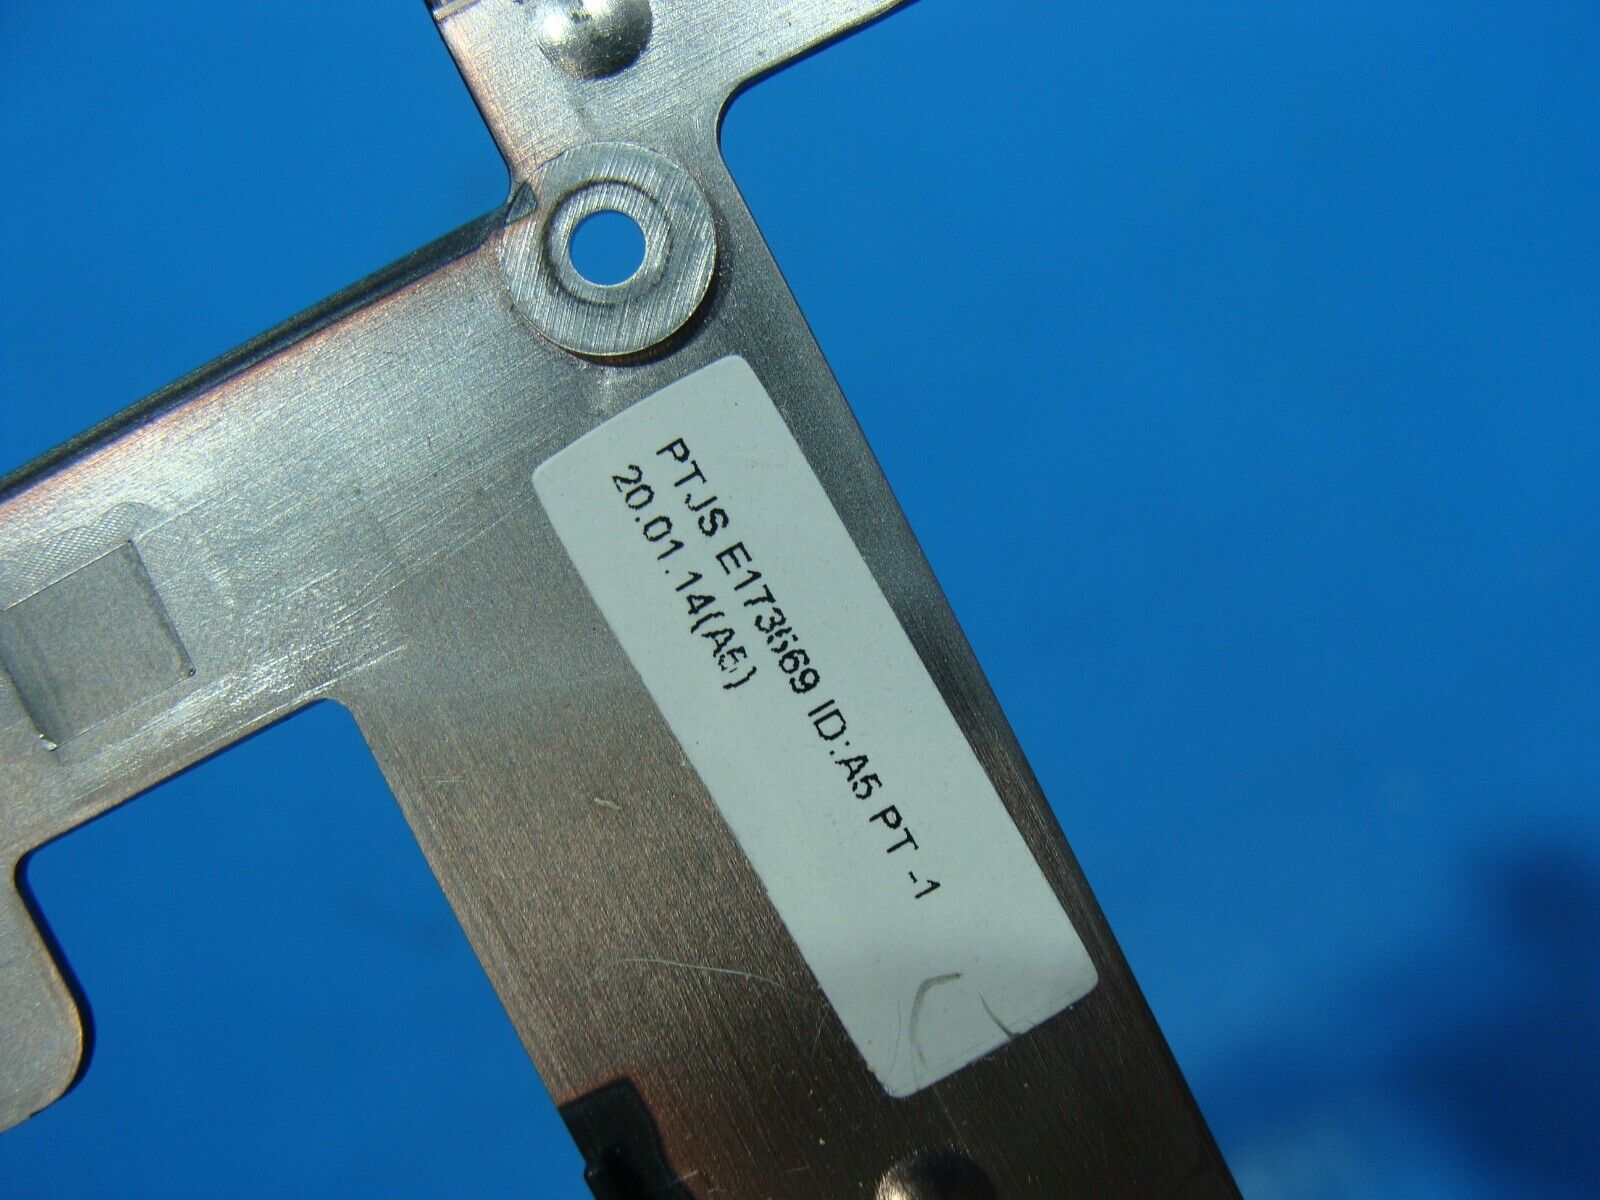 PTJS E173569 ID:A5 PT -1
20.01.14(A5)